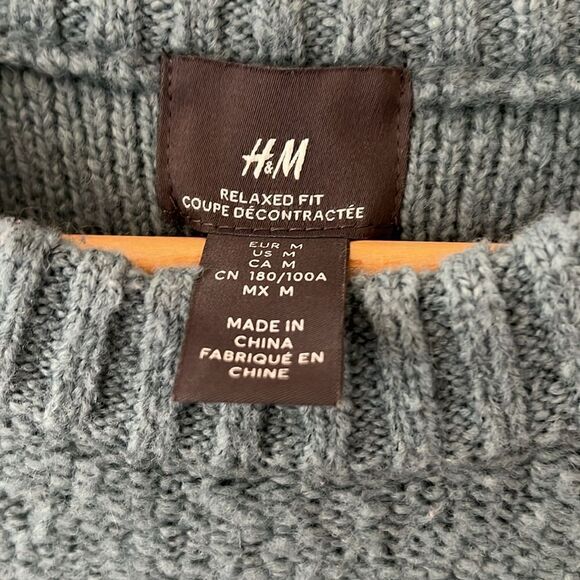 H&M
RELAXED FIT
COUPE DÉCONTRACTÉE
EUR M
US M
CA M
CN 180/100A
MX M
MADE IN
CHINA
FABRIQUÉ EN
CHINE